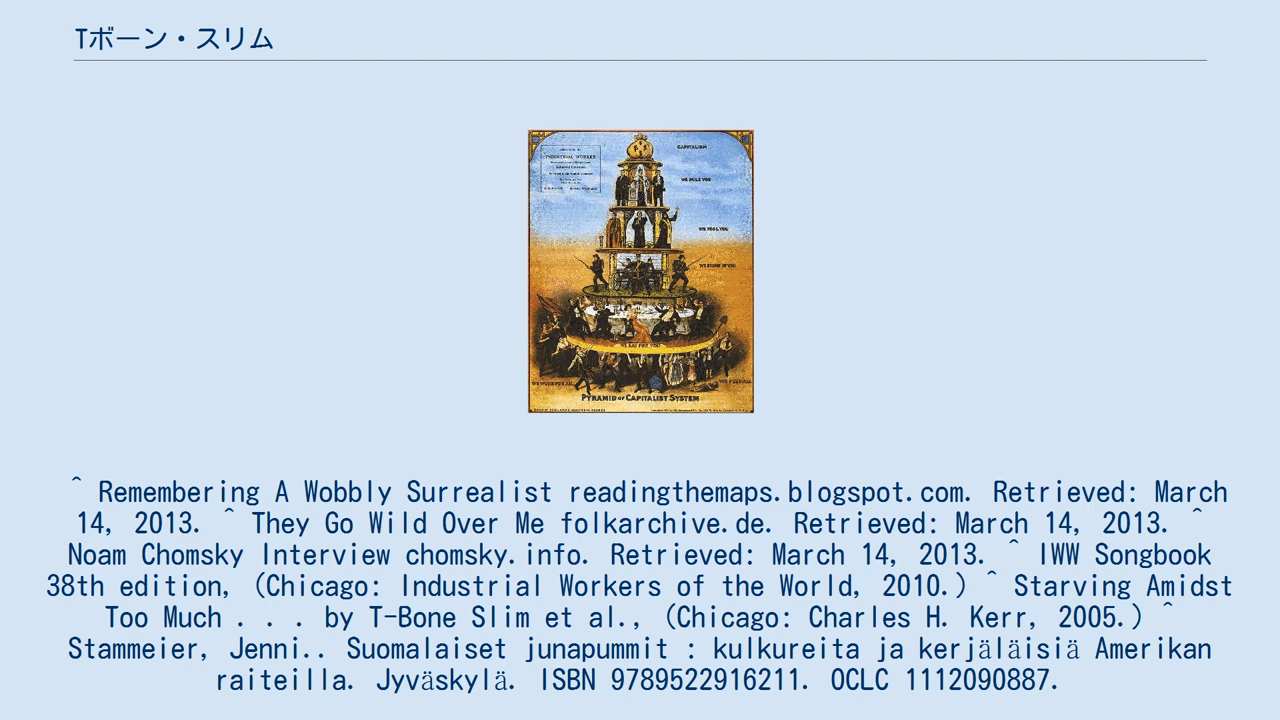 Tボーン・スリム
INDUSTRIAL WORKER
CAPITALISM
WE RULE YOU
WE FOOL YOU
WE SHOOT AT YOU
WE EAT FOR YOU
WE WORK FOR ALL
WE FEED ALL
PYRAMID OF CAPITALIST SYSTEM
^ Remembering A Wobbly Surrealist readingthemaps.blogspot.com. Retrieved: March
14, 2013. ^ They Go Wild Over Me folkarchive.de. Retrieved: March 14, 2013. ^
Noam Chomsky Interview chomsky.info. Retrieved: March 14, 2013. ^ IWW Songbook
38th edition, (Chicago: Industrial Workers of the World, 2010.) ^ Starving Amidst
Too Much . . . by T-Bone Slim et al., (Chicago: Charles H. Kerr, 2005.) ^
Stammeier, Jenni.. Suomalaiset junapummit : kulkureita ja kerjäläisiä Amerikan
raiteilla. Jyväskylä. ISBN 9789522916211. OCLC 1112090887.